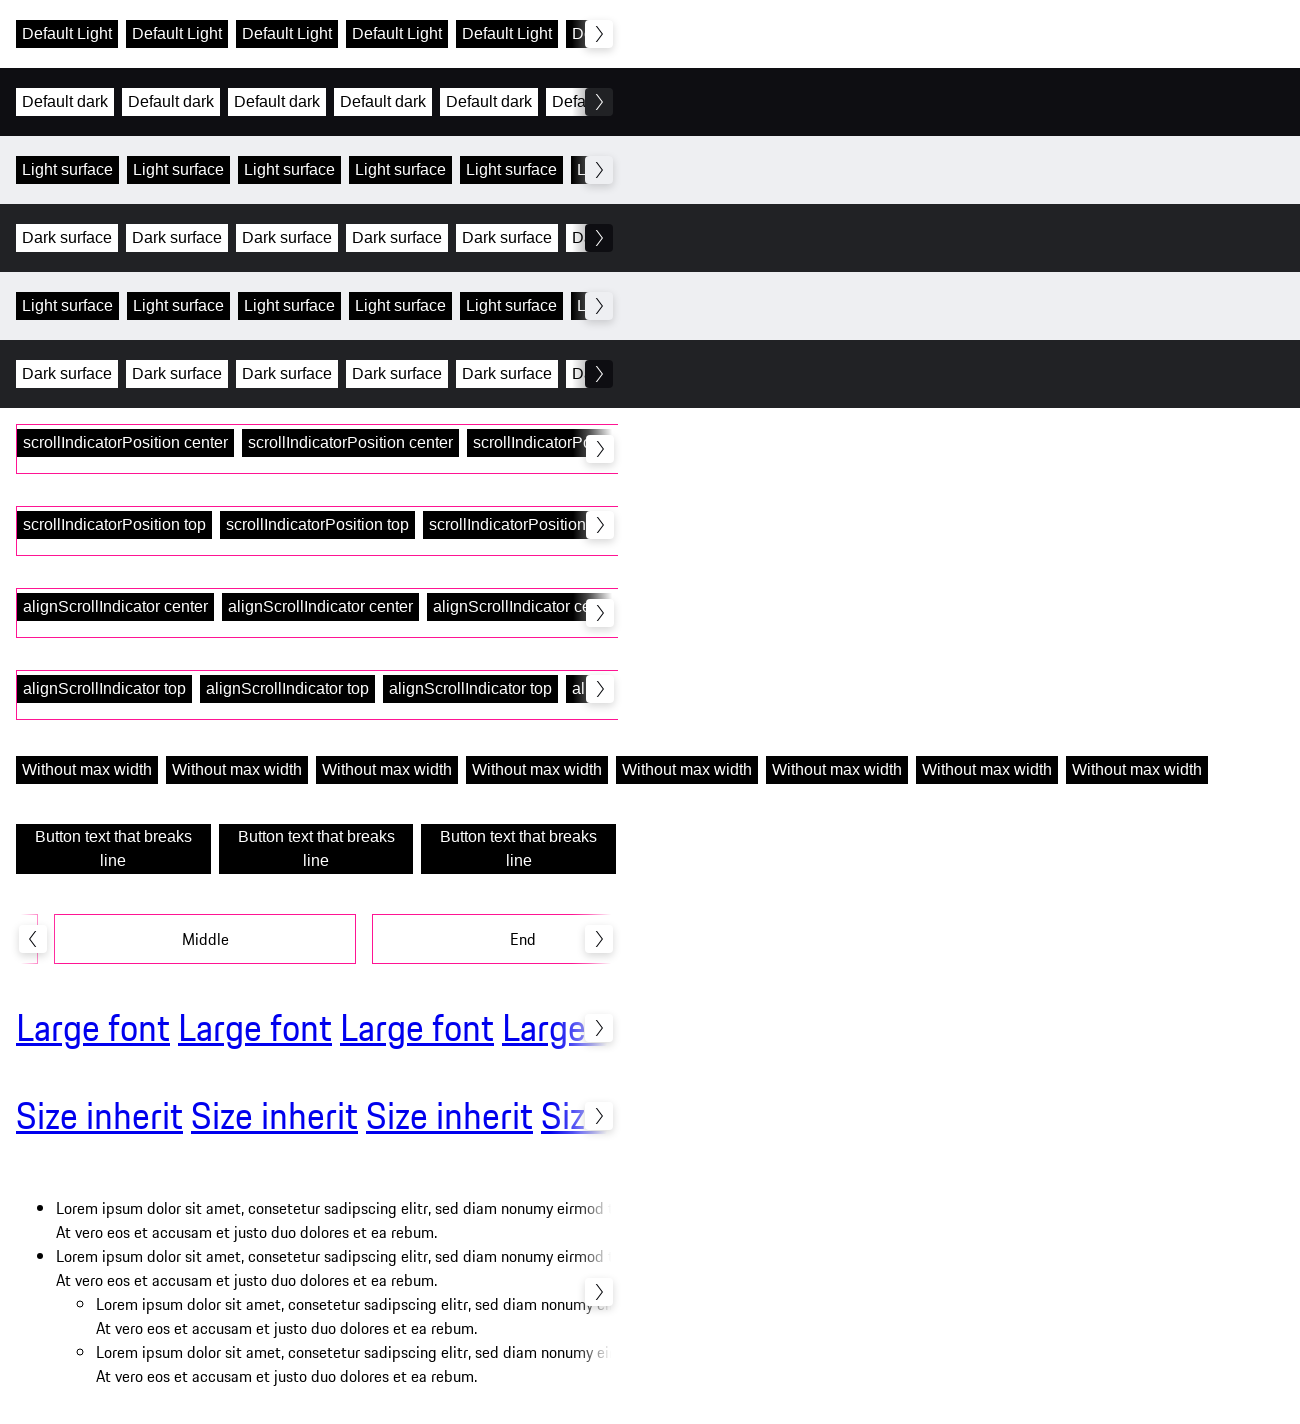 Default Light Default Light Default Light Default Light Default Light D
Default dark Default dark Default dark Default dark Default dark Defa
Light surface Light surface Light surface Light surface Light surface L
Dark surface Dark surface Dark surface Dark surface Dark surface D
Light surface Light surface Light surface Light surface Light surface L
Dark surface Dark surface Dark surface Dark surface Dark surface D
scrollIndicatorPosition center scrollIndicatorPosition center scrollIndicatorPo
scrollIndicatorPosition top scrollIndicatorPosition top scrollIndicatorPosition
alignScrollIndicator center alignScrollIndicator center alignScrollIndicator ce
alignScrollIndicator top alignScrollIndicator top alignScrollIndicator top al
Without max width Without max width Without max width Without max width Without max width Without max width Without max width Without max width
Button text that breaks Button text that breaks Button text that breaks
line line line
Middle End
Large font Large font Large font Large
Size inherit Size inherit Size inherit Siz
Lorem ipsum dolor sit amet, consetetur sadipscing elitr, sed diam nonumy eirmod
At vero eos et accusam et justo duo dolores et ea rebum.
Lorem ipsum dolor sit amet, consetetur sadipscing elitr, sed diam nonumy eirmod
At vero eos et accusam et justo duo dolores et ea rebum.
Lorem ipsum dolor sit amet, consetetur sadipscing elitr, sed diam nonumy ei
At vero eos et accusam et justo duo dolores et ea rebum.
Lorem ipsum dolor sit amet, consetetur sadipscing elitr, sed diam nonumy ei
At vero eos et accusam et justo duo dolores et ea rebum.